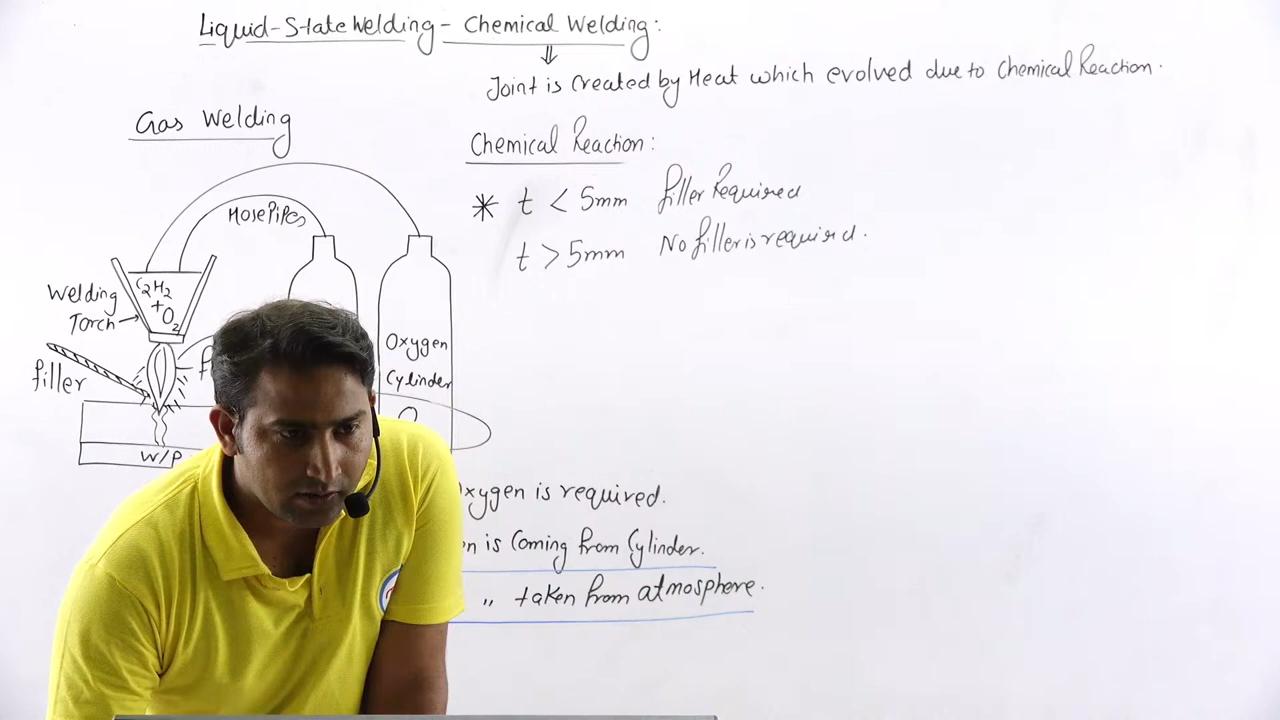 Liquid-State Welding - Chemical Welding:
Joint is created by Heat which evolved due to Chemical Reaction.
Gas Welding
Chemical Reaction:
* t < 5mm filler Required
t > 5mm No filler is required.
Hose Pipes
C2H2
+
O2
Welding
Torch
filler
Oxygen
Cylinder
W/P
oxygen is required.
is Coming from Cylinder.
" taken from atmosphere.